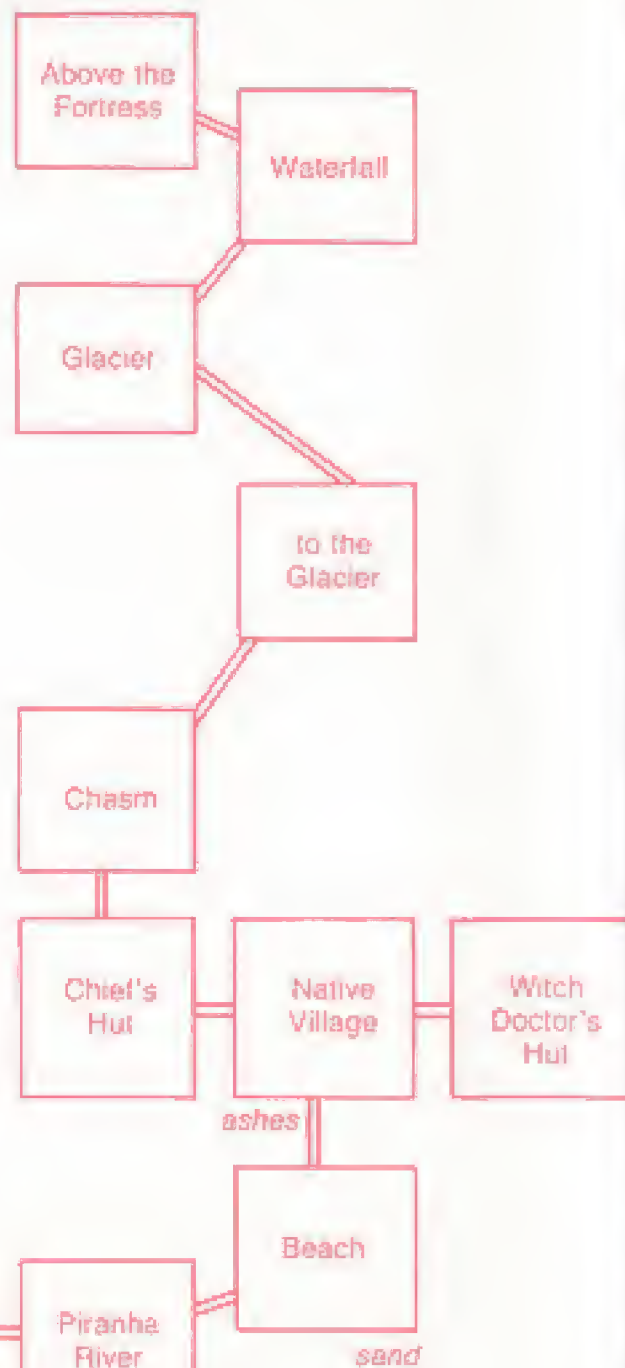 Above the
Fortress
Waterfall
Glacier
to the
Glacier
Chasm
Chief's
Hut
Native
Village
Witch
Doctor's
Hut
ashes
Beach
Piranha
River
sand